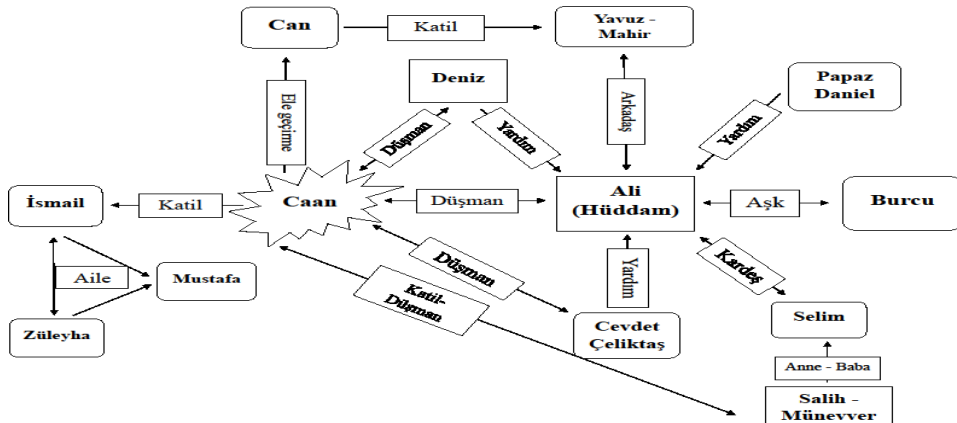 Can
Katil
Yavuz -
Mahir
Deniz
Papaz
Daniel
Ele geçirme
Düşman
Yardım
Arkadaş
Yardım
İsmail
Katil
Caan
Düşman
Ali
(Hüddam)
Aşk
Burcu
Aile
Mustafa
Düşman
Yardım
Kardeş
Katil-
Düşman
Züleyha
Cevdet
Çeliktaş
Selim
Anne - Baba
Salih -
Münevver